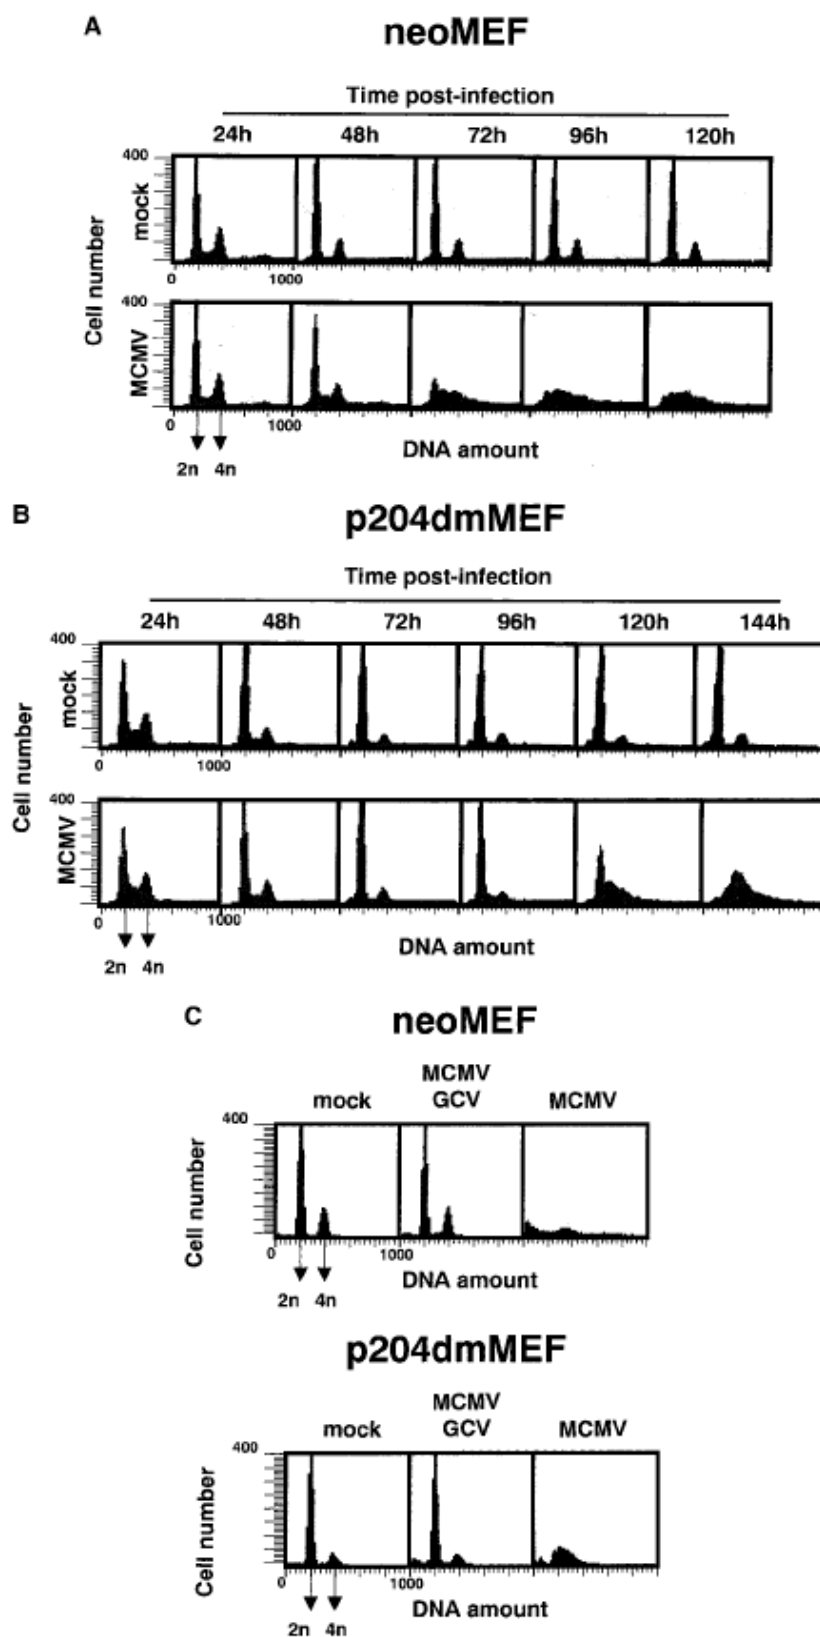 A
neoMEF
Time post-infection
24h 48h 72h 96h 120h
400
mock
0 1000
Cell number
400
MCMV
0 1000
DNA amount
2n 4n
B
p204dmMEF
Time post-infection
24h 48h 72h 96h 120h 144h
400
mock
0 1000
Cell number
400
MCMV
0 1000
DNA amount
2n 4n
C
neoMEF
MCMV
mock GCV MCMV
400
Cell number
0 1000
DNA amount
2n 4n
p204dmMEF
MCMV
mock GCV MCMV
400
Cell number
0 1000
DNA amount
2n 4n